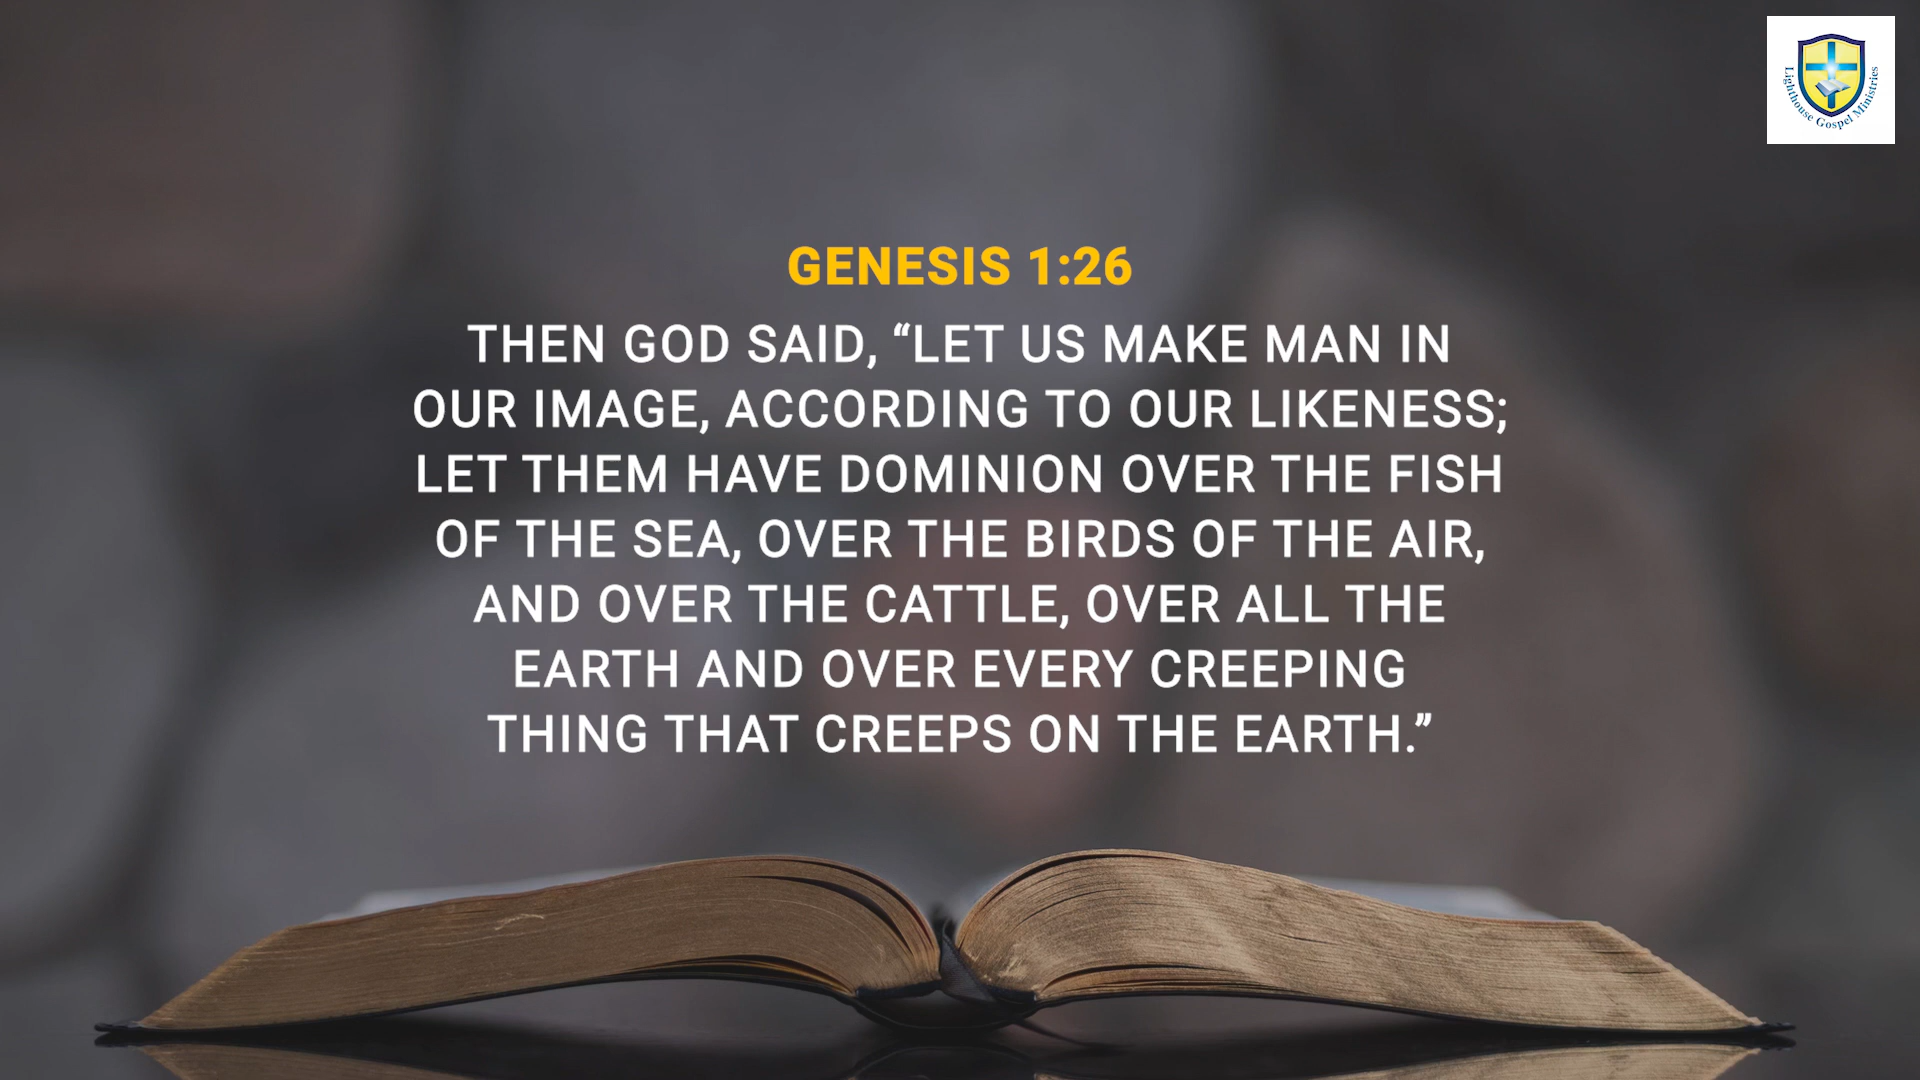 Lighthouse Gospel Ministries
GENESIS 1:26
THEN GOD SAID, “LET US MAKE MAN IN
OUR IMAGE, ACCORDING TO OUR LIKENESS;
LET THEM HAVE DOMINION OVER THE FISH
OF THE SEA, OVER THE BIRDS OF THE AIR,
AND OVER THE CATTLE, OVER ALL THE
EARTH AND OVER EVERY CREEPING
THING THAT CREEPS ON THE EARTH.”